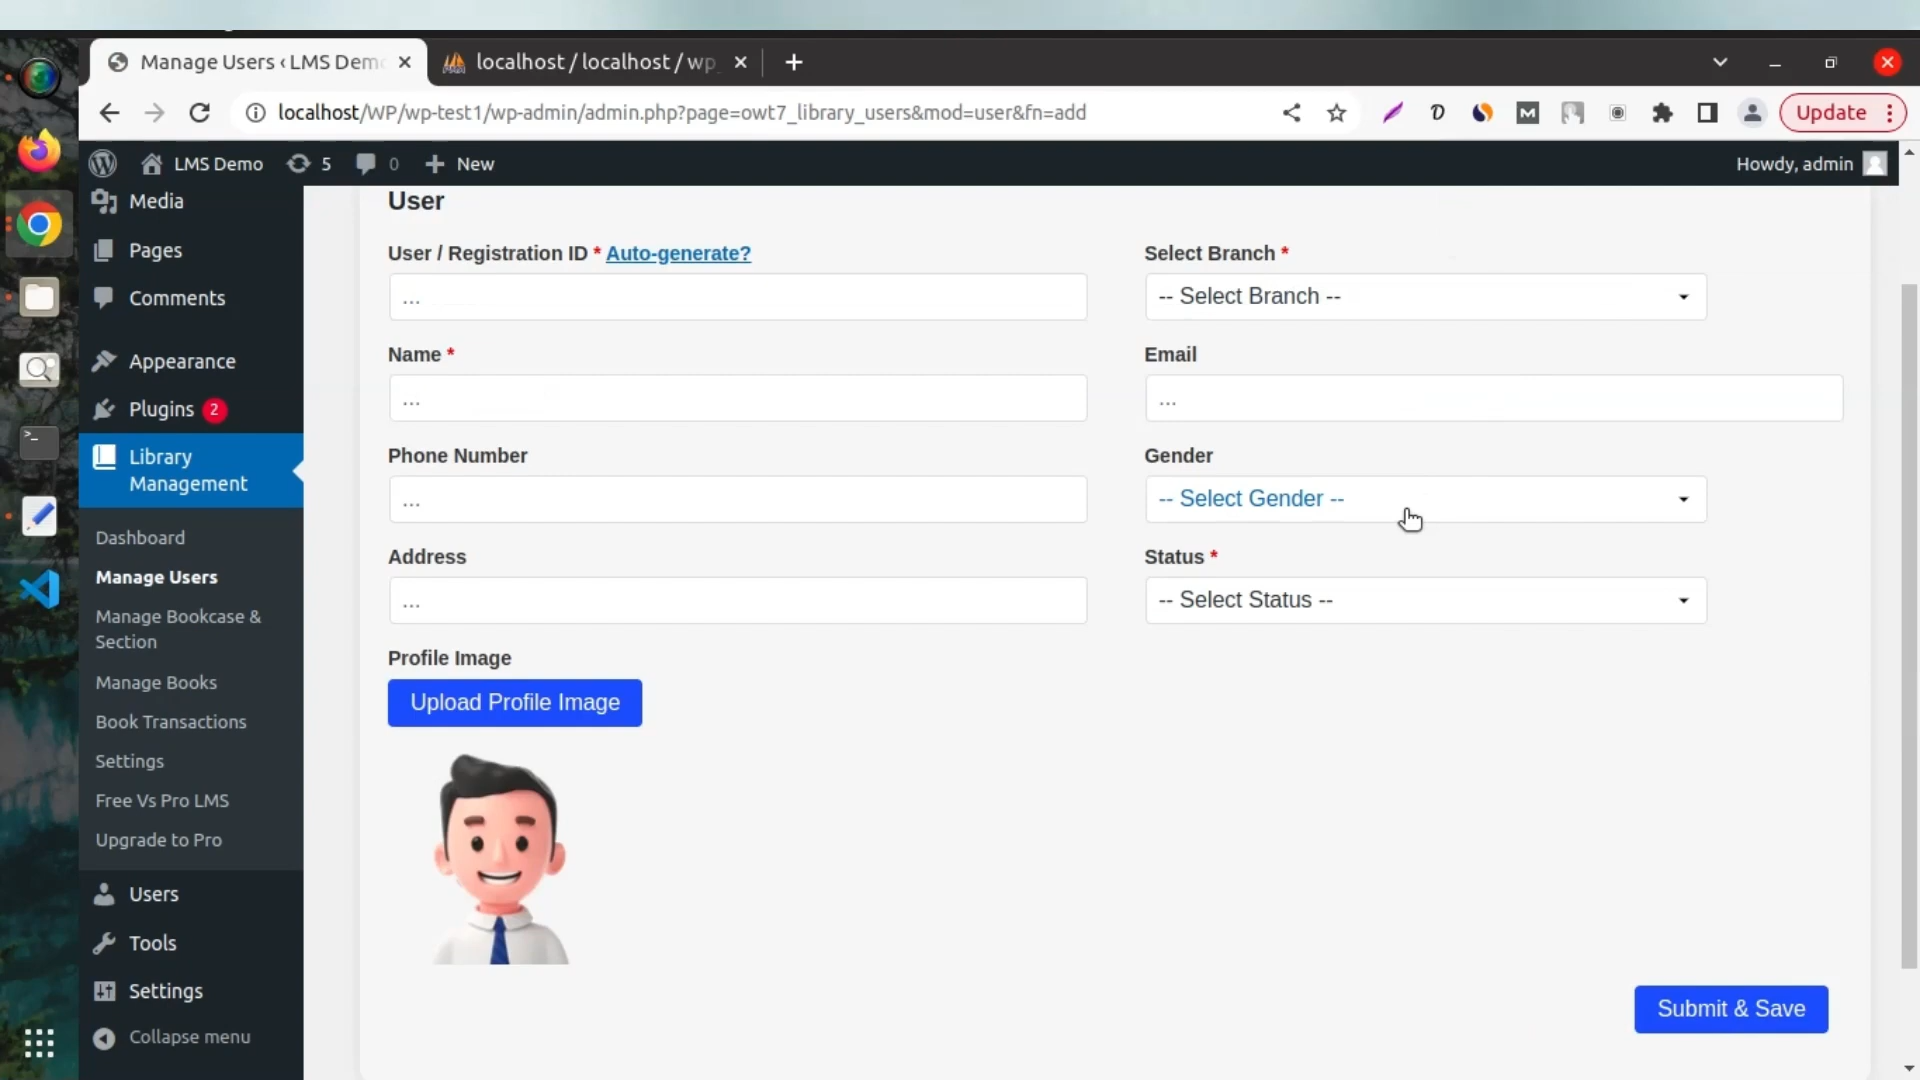 Manage Users ‹ LMS Dem
localhost / localhost / wp_
localhost/WP/wp-test1/wp-admin/admin.php?page=owt7_library_users&mod=user&fn=add
Update
LMS Demo
5
0
New
Howdy, admin
Media
Pages
Comments
Appearance
Plugins 2
Library
Management
Dashboard
Manage Users
Manage Bookcase &
Section
Manage Books
Book Transactions
Settings
Free Vs Pro LMS
Upgrade to Pro
Users
Tools
Settings
Collapse menu
User
User / Registration ID * Auto-generate?
...
Select Branch *
-- Select Branch --
Name *
...
Email
...
Phone Number
...
Gender
-- Select Gender --
Address
...
Status *
-- Select Status --
Profile Image
Upload Profile Image
Submit & Save